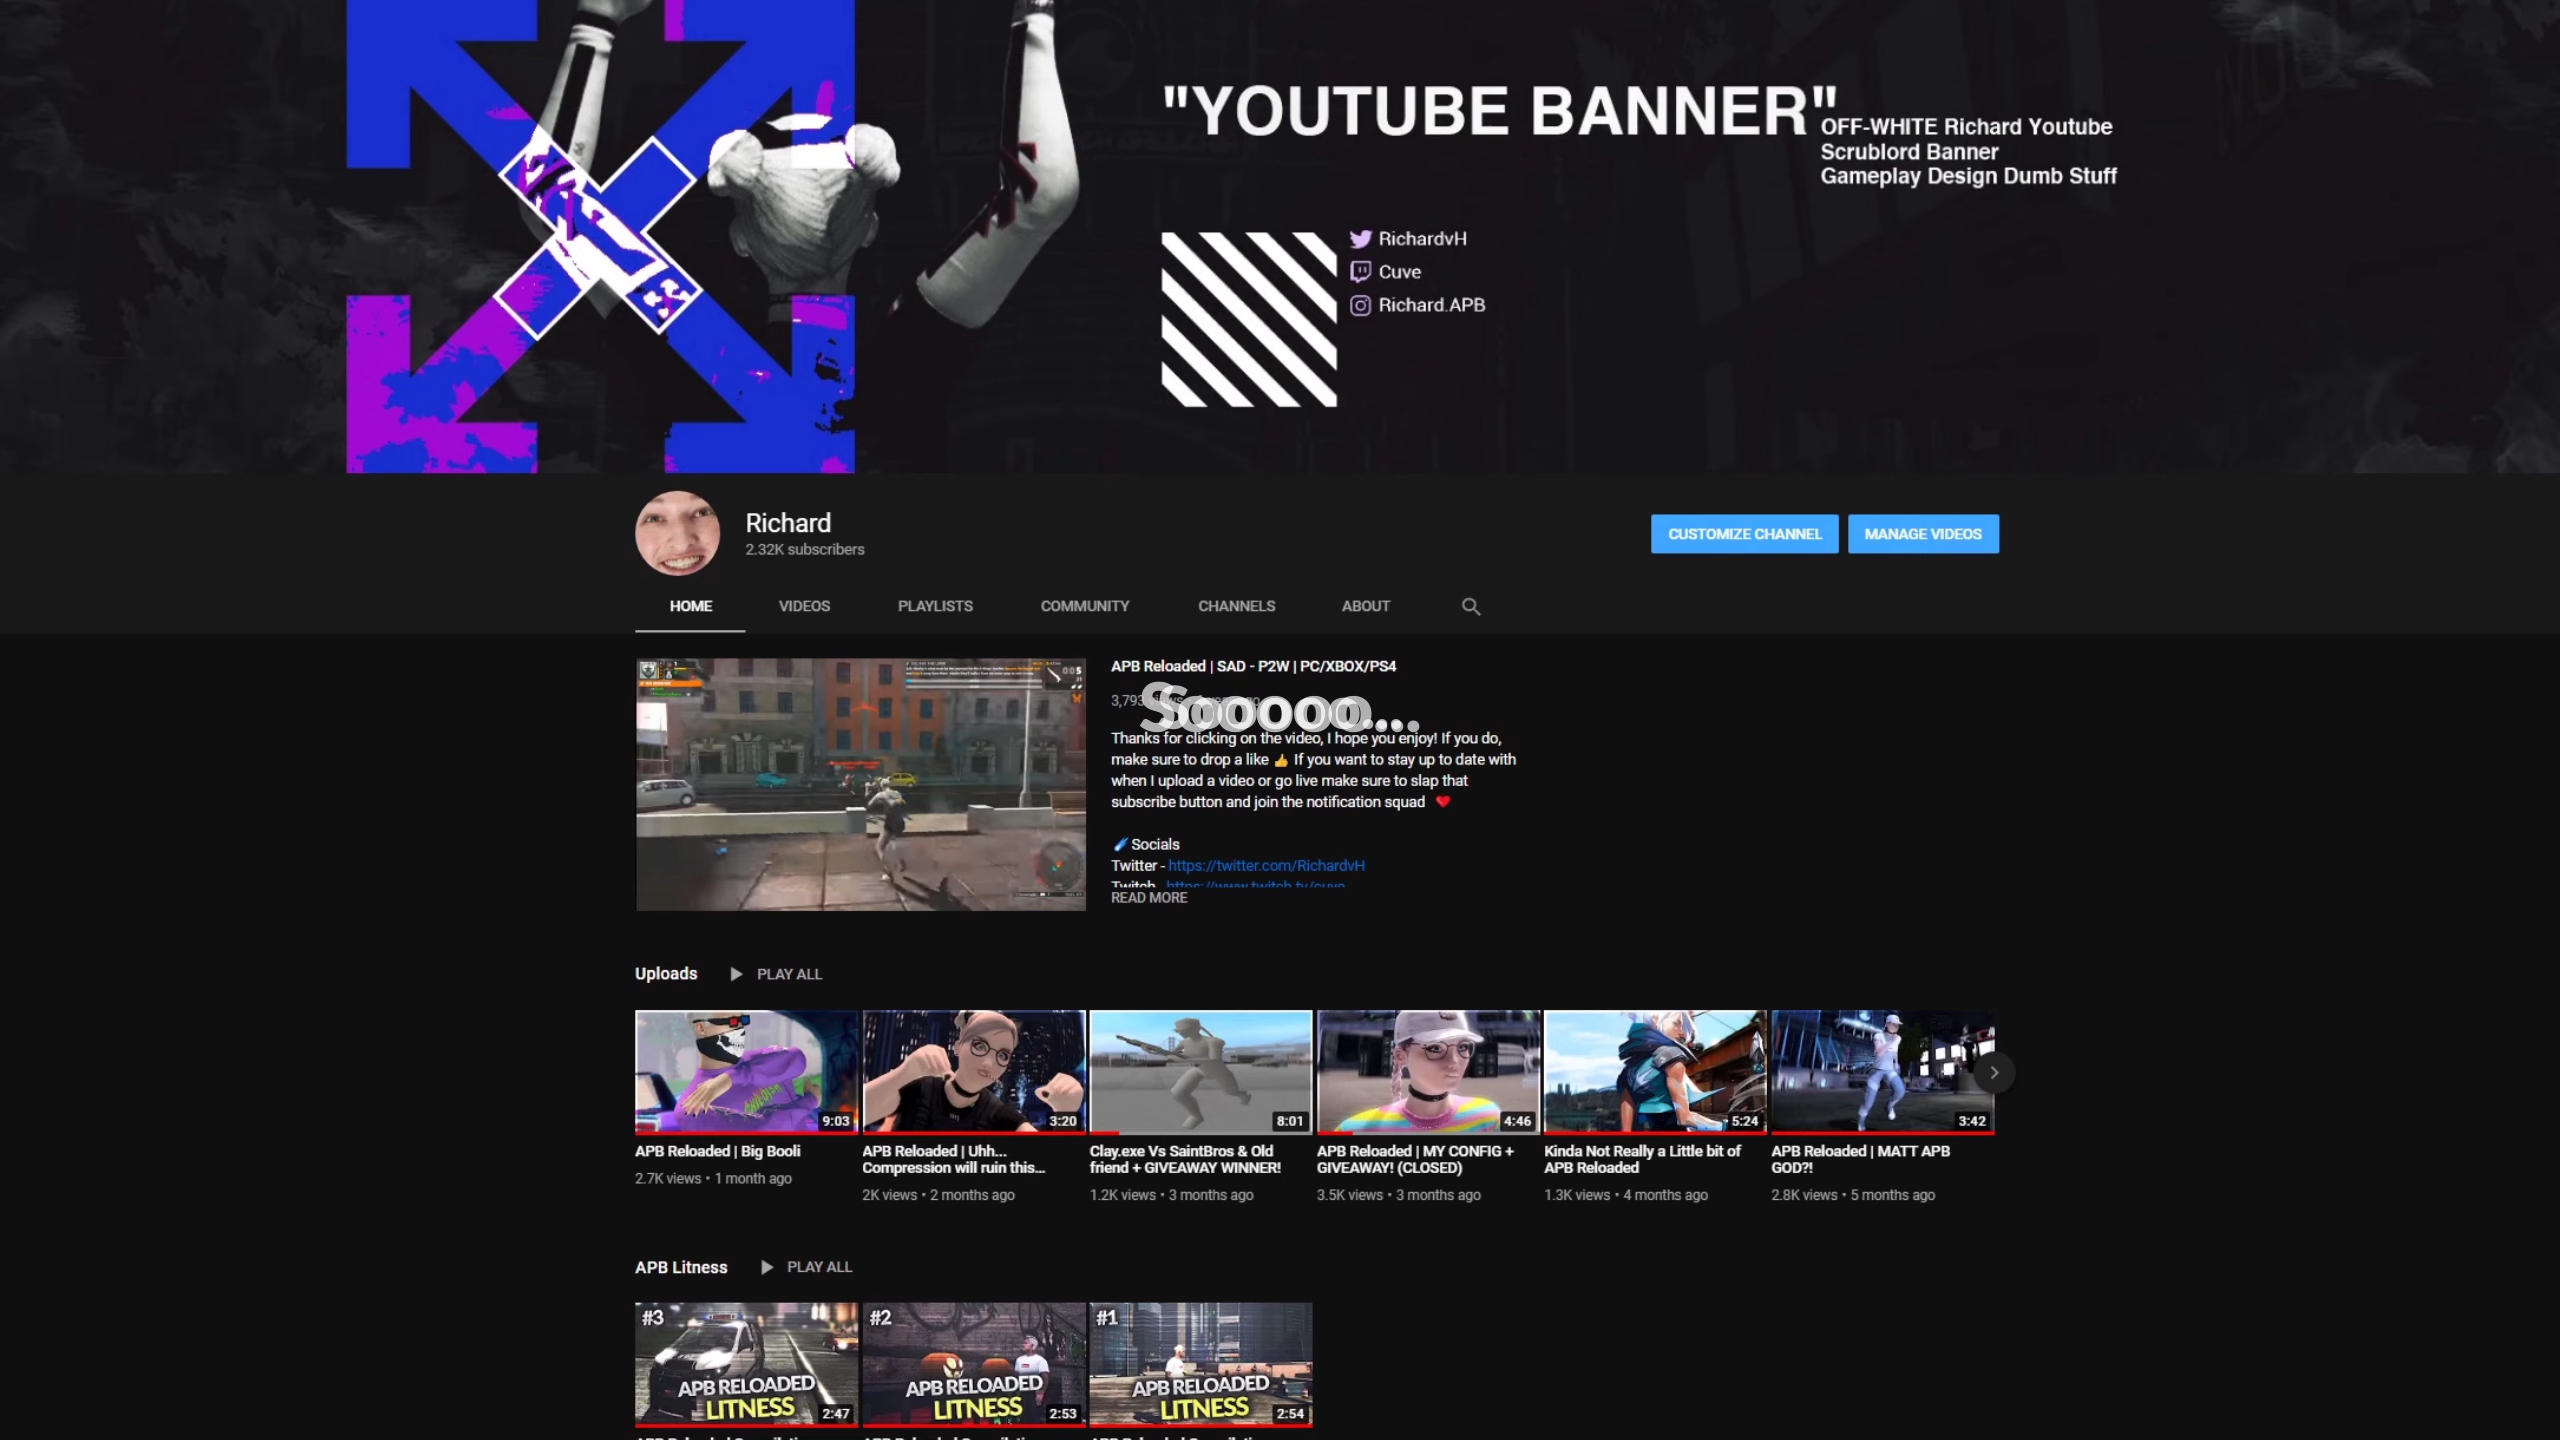 "YOUTUBE BANNER"
OFF-WHITE Richard Youtube
Scrublord Banner
Gameplay Design Dumb Stuff
RichardvH
Cuve
Richard.APB
Richard
2.32K subscribers
CUSTOMIZE CHANNEL
MANAGE VIDEOS
HOME VIDEOS PLAYLISTS COMMUNITY CHANNELS ABOUT
APB Reloaded | SAD - P2W | PC/XBOX/PS4
Sooooo...
Thanks for clicking on the video, I hope you enjoy! If you do,
make sure to drop a like 👍 If you want to stay up to date with
when I upload a video or go live make sure to slap that
subscribe button and join the notification squad ❤
Socials
Twitter - https://twitter.com/RichardvH
Twitch - https://www.twitch.tv/cuve
READ MORE
Uploads PLAY ALL
9:03
3:20
8:01
4:46
5:24
3:42
APB Reloaded | Big Booli
2.7K views • 1 month ago
APB Reloaded | Uhh...
Compression will ruin this...
2K views • 2 months ago
Clay.exe Vs SaintBros & Old
friend + GIVEAWAY WINNER!
1.2K views • 3 months ago
APB Reloaded | MY CONFIG +
GIVEAWAY! (CLOSED)
3.5K views • 3 months ago
Kinda Not Really a Little bit of
APB Reloaded
1.3K views • 4 months ago
APB Reloaded | MATT APB
GOD?!
2.8K views • 5 months ago
APB Litness PLAY ALL
#3
APB RELOADED
LITNESS
2:47
#2
APB RELOADED
LITNESS
2:53
#1
APB RELOADED
LITNESS
2:54